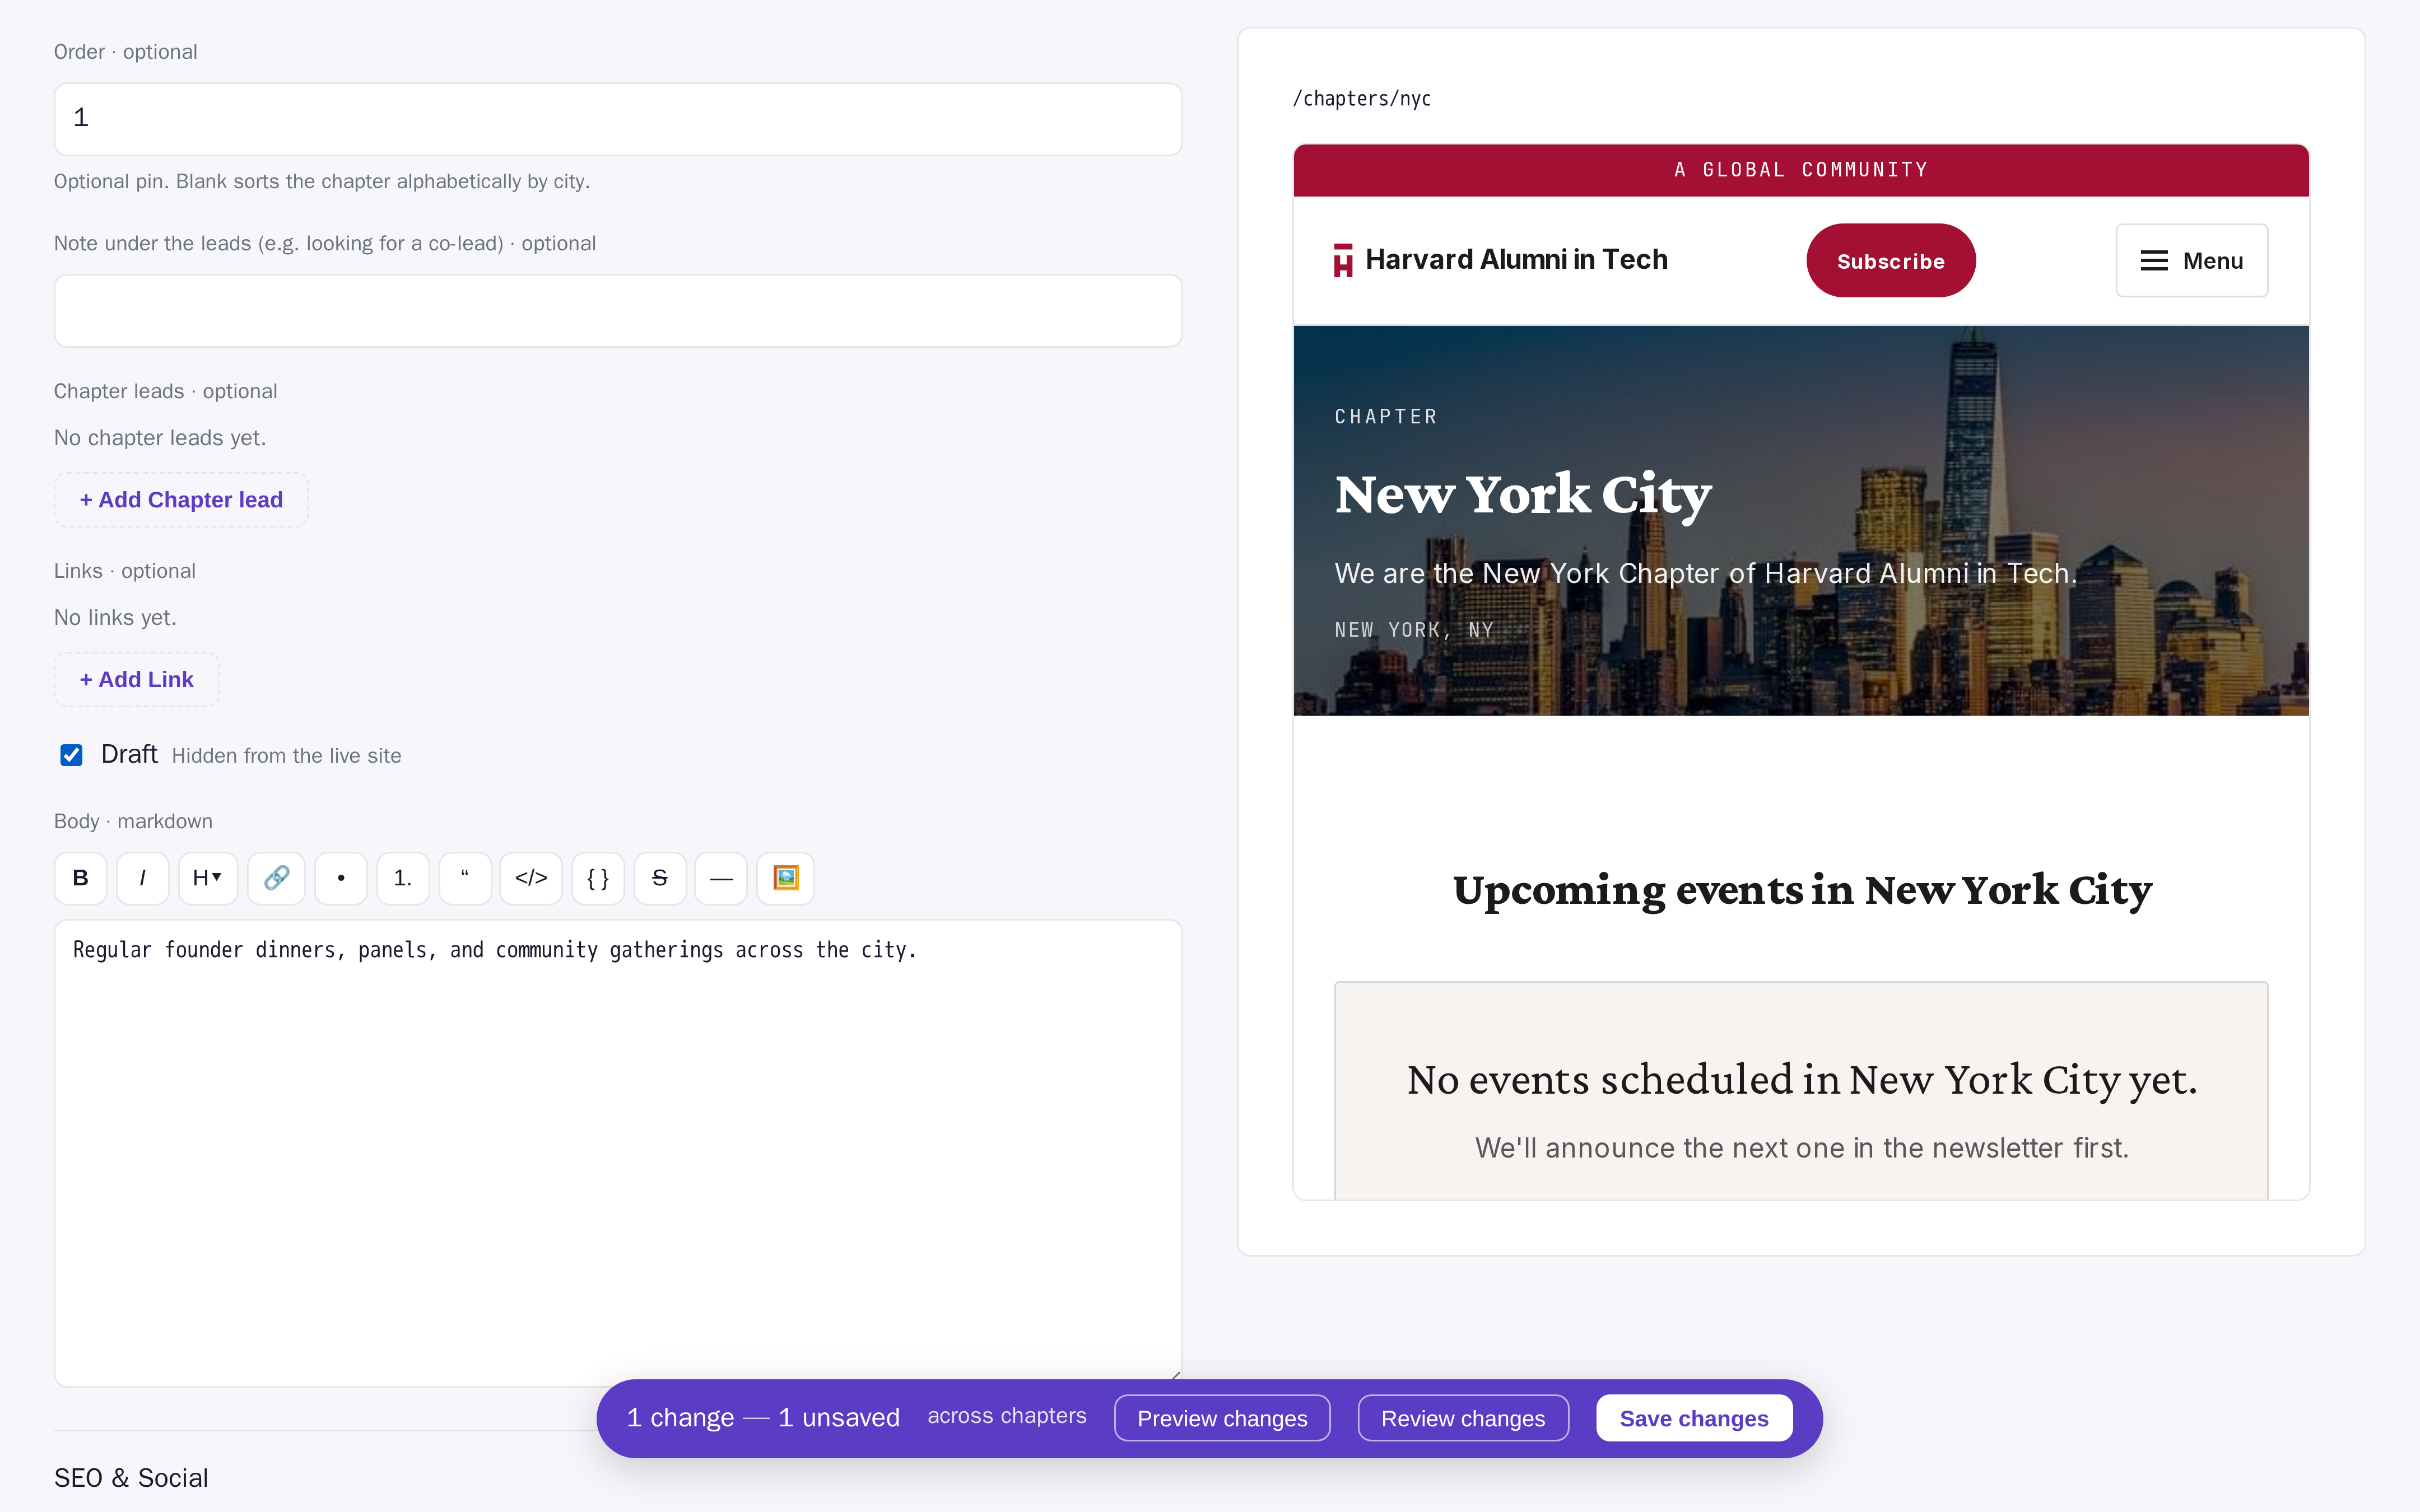 Order · optional
1
Optional pin. Blank sorts the chapter alphabetically by city.
Note under the leads (e.g. looking for a co-lead) · optional
Chapter leads · optional
No chapter leads yet.
+ Add Chapter lead
Links · optional
No links yet.
+ Add Link
Draft Hidden from the live site
Body · markdown
B I H▾ 🔗 • 1. “ </> { } S — 🖼️
Regular founder dinners, panels, and community gatherings across the city.
SEO & Social
/chapters/nyc
A GLOBAL COMMUNITY
Harvard Alumni in Tech Subscribe Menu
CHAPTER
New York City
We are the New York Chapter of Harvard Alumni in Tech.
NEW YORK, NY
Upcoming events in New York City
No events scheduled in New York City yet.
We'll announce the next one in the newsletter first.
1 change — 1 unsaved across chapters Preview changes Review changes Save changes